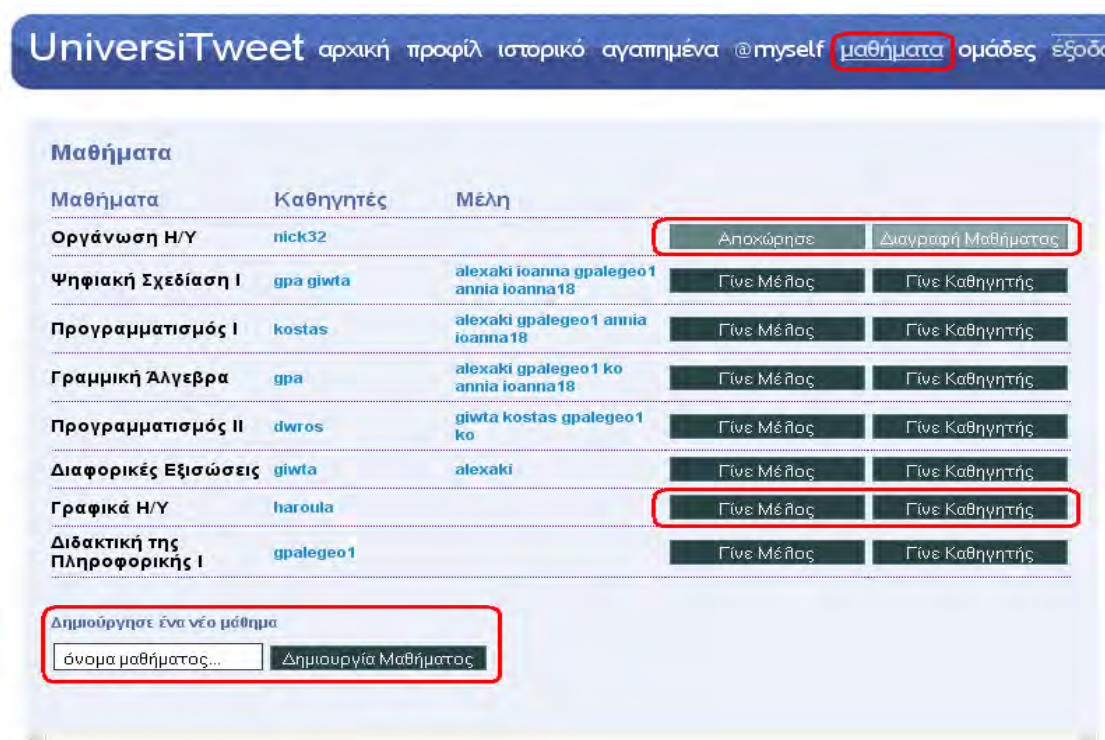 UniversiTweet αρχική προφίλ ιστορικό αγαπημένα @myself μαθήματα ομάδες έξοδο
Μαθήματα
Μαθήματα Καθηγητές Μέλη
Οργάνωση Η/Υ nick32 Αποχώρησε Διαγραφή Μαθήματος
Ψηφιακή Σχεδίαση Ι gpa giwta alexaki ioanna gpalegeo1 Γίνε Μέλος Γίνε Καθηγητής
annia ioanna18
Προγραμματισμός Ι kostas alexaki gpalegeo1 annia Γίνε Μέλος Γίνε Καθηγητής
ioanna18
Γραμμική Άλγεβρα gpa alexaki gpalegeo1 ko Γίνε Μέλος Γίνε Καθηγητής
annia ioanna18
Προγραμματισμός ΙΙ dwros giwta kostas gpalegeo1 Γίνε Μέλος Γίνε Καθηγητής
ko
Διαφορικές Εξισώσεις giwta alexaki Γίνε Μέλος Γίνε Καθηγητής
Γραφικά Η/Υ haroula Γίνε Μέλος Γίνε Καθηγητής
Διδακτική της
Πληροφορικής Ι gpalegeo1 Γίνε Μέλος Γίνε Καθηγητής
Δημιούργησε ένα νέο μάθημα
όνομα μαθήματος... Δημιουργία Μαθήματος